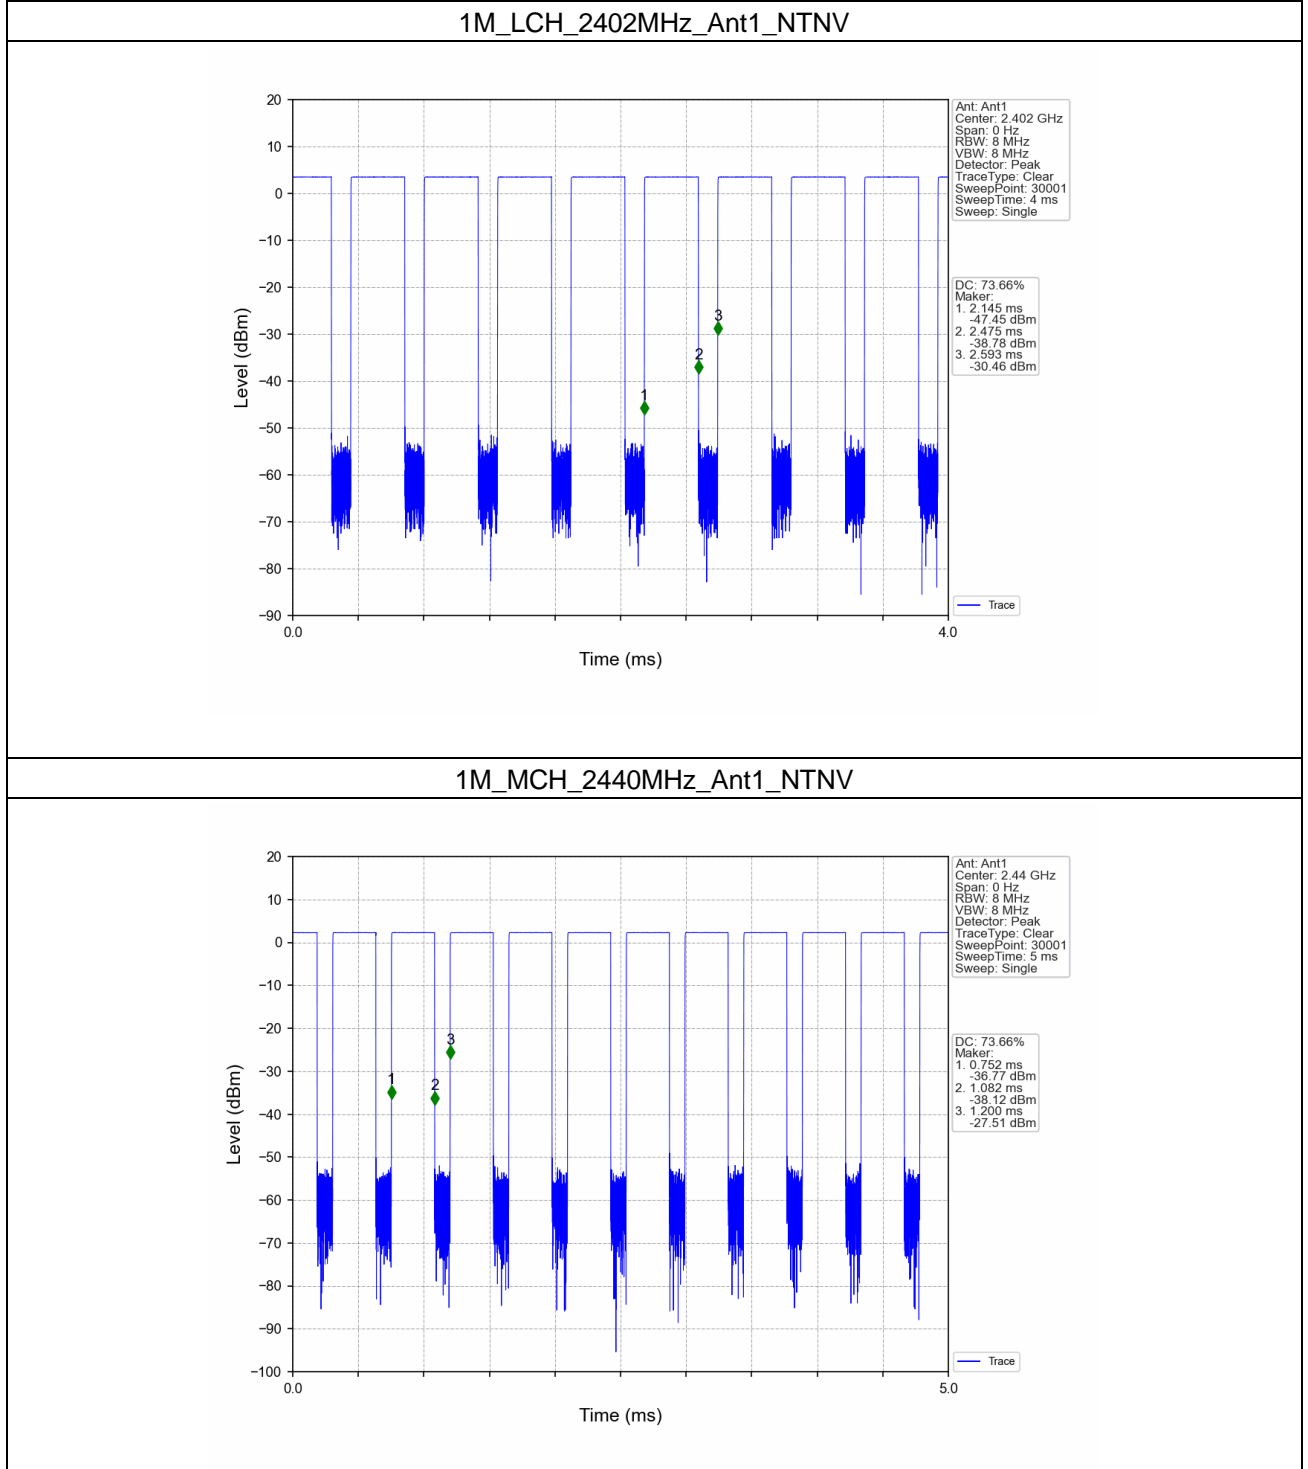 1M_LCH_2402MHz_Ant1_NTNV
20
10
0
−10
−20
−30
−40
−50
−60
−70
−80
−90
Level (dBm)
0.0
4.0
Time (ms)
1
2
3
Ant: Ant1
Center: 2.402 GHz
Span: 0 Hz
RBW: 8 MHz
VBW: 8 MHz
Detector: Peak
TraceType: Clear
SweepPoint: 30001
SweepTime: 4 ms
Sweep: Single
DC: 73.66%
Maker:
1. 2.145 ms
-47.45 dBm
2. 2.475 ms
-38.78 dBm
3. 2.593 ms
-30.46 dBm
Trace
1M_MCH_2440MHz_Ant1_NTNV
20
10
0
−10
−20
−30
−40
−50
−60
−70
−80
−90
−100
Level (dBm)
0.0
5.0
Time (ms)
1
2
3
Ant: Ant1
Center: 2.44 GHz
Span: 0 Hz
RBW: 8 MHz
VBW: 8 MHz
Detector: Peak
TraceType: Clear
SweepPoint: 30001
SweepTime: 5 ms
Sweep: Single
DC: 73.66%
Maker:
1. 0.752 ms
-36.77 dBm
2. 1.082 ms
-38.12 dBm
3. 1.200 ms
-27.51 dBm
Trace